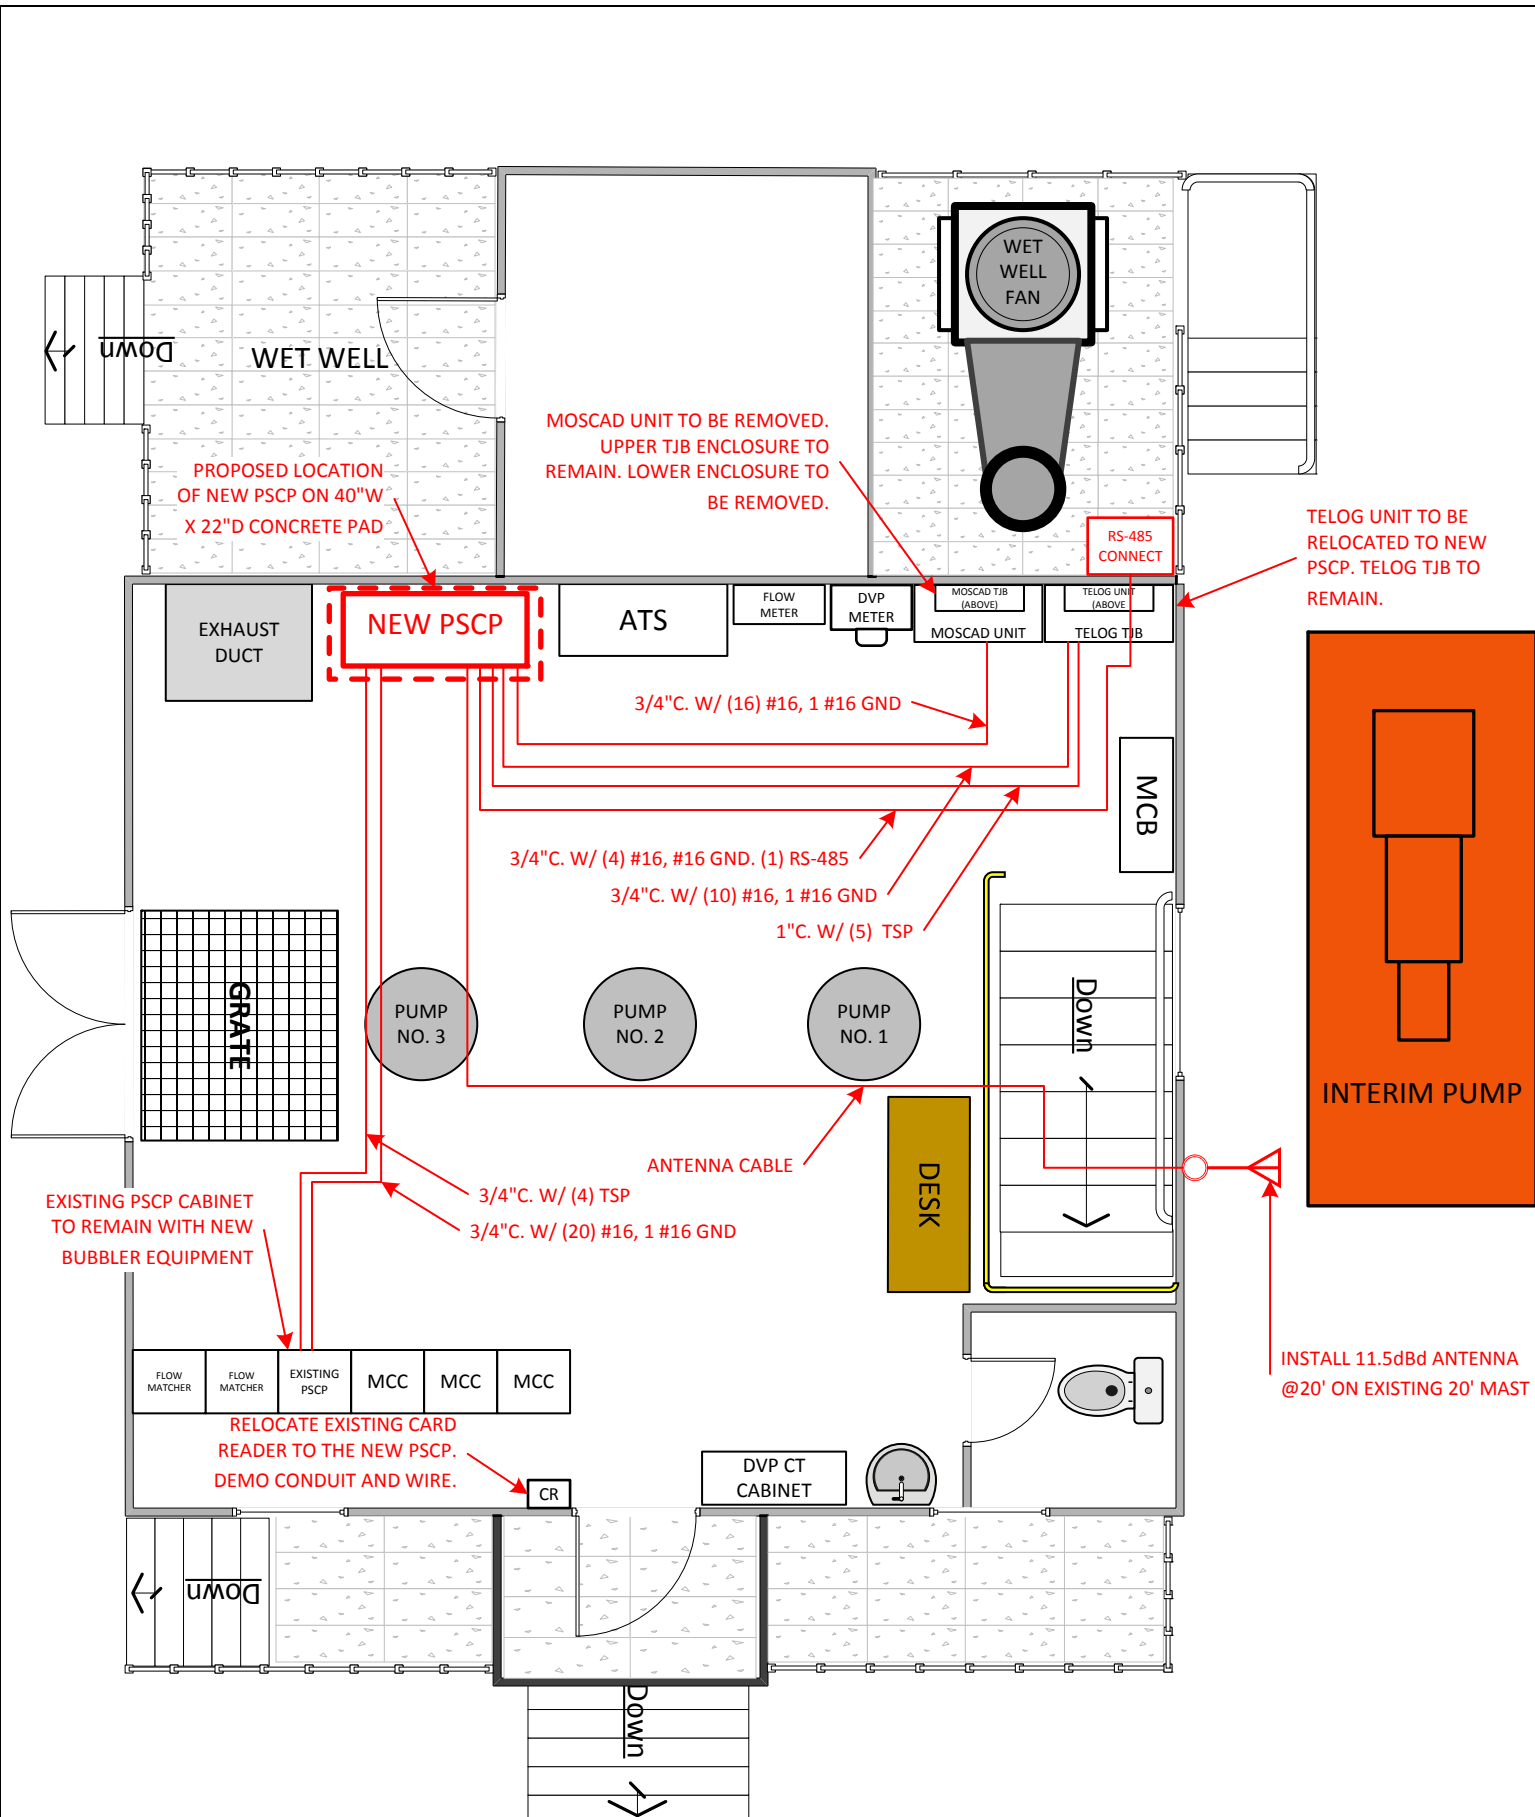 WET
WELL
FAN
Down
WET WELL
MOSCAD UNIT TO BE REMOVED.
UPPER TJB ENCLOSURE TO
REMAIN. LOWER ENCLOSURE TO
BE REMOVED.
PROPOSED LOCATION
OF NEW PSCP ON 40"W
X 22"D CONCRETE PAD
RS-485
CONNECT
TELOG UNIT TO BE
RELOCATED TO NEW
PSCP. TELOG TJB TO
REMAIN.
EXHAUST
DUCT
NEW PSCP
ATS
FLOW
METER
DVP
METER
MOSCAD TJB
(ABOVE)
MOSCAD UNIT
TELOG UNIT
(ABOVE
TELOG TJB
3/4"C. W/ (16) #16, 1 #16 GND
MCB
3/4"C. W/ (4) #16, #16 GND. (1) RS-485
3/4"C. W/ (10) #16, 1 #16 GND
1"C. W/ (5) TSP
GRATE
PUMP
NO. 3
PUMP
NO. 2
PUMP
NO. 1
Down
INTERIM PUMP
ANTENNA CABLE
DESK
3/4"C. W/ (4) TSP
3/4"C. W/ (20) #16, 1 #16 GND
EXISTING PSCP CABINET
TO REMAIN WITH NEW
BUBBLER EQUIPMENT
INSTALL 11.5dBd ANTENNA
@20' ON EXISTING 20' MAST
FLOW
MATCHER
FLOW
MATCHER
EXISTING
PSCP
MCC
MCC
MCC
RELOCATE EXISTING CARD
READER TO THE NEW PSCP.
DEMO CONDUIT AND WIRE.
CR
DVP CT
CABINET
Down
Down